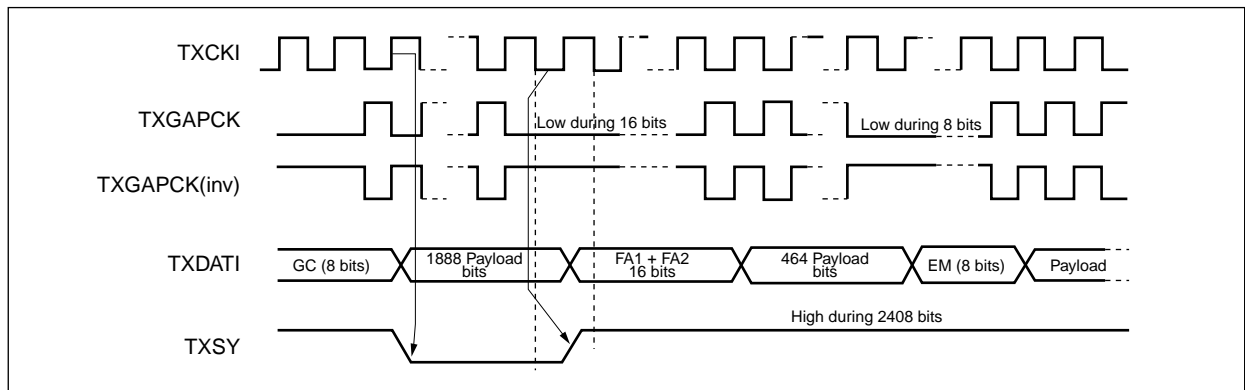 TXCKI
TXGAPCK
Low during 16 bits
Low during 8 bits
TXGAPCK(inv)
TXDATI
GC (8 bits)
1888 Payload
bits
FA1 + FA2
16 bits
464 Payload
bits
EM (8 bits)
Payload
High during 2408 bits
TXSY